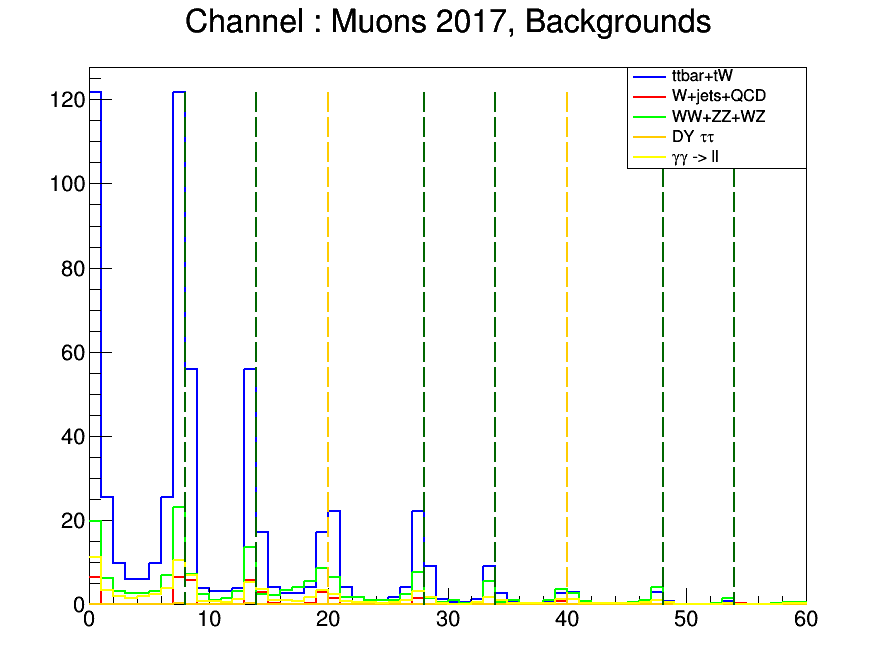 Channel : Muons 2017, Backgrounds
ttbar+tW
W+jets+QCD
WW+ZZ+WZ
DY ττ
γγ -> ll
120
100
80
60
40
20
0
0 10 20 30 40 50 60